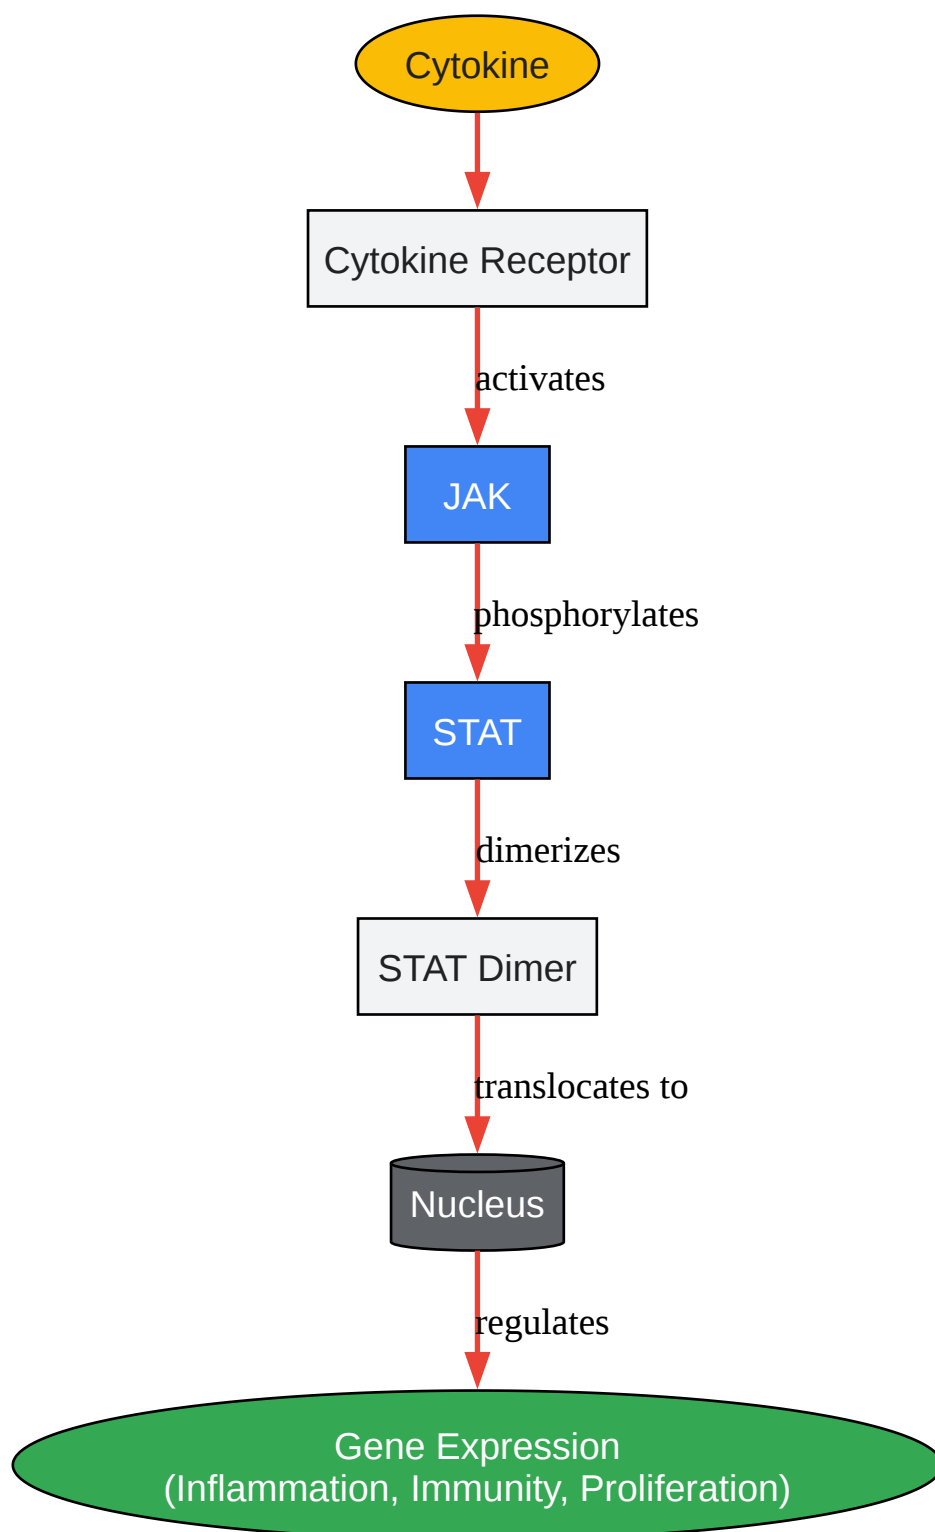 Cytokine
Cytokine Receptor
activates
JAK
phosphorylates
STAT
dimerizes
STAT Dimer
translocates to
Nucleus
regulates
Gene Expression
(Inflammation, Immunity, Proliferation)